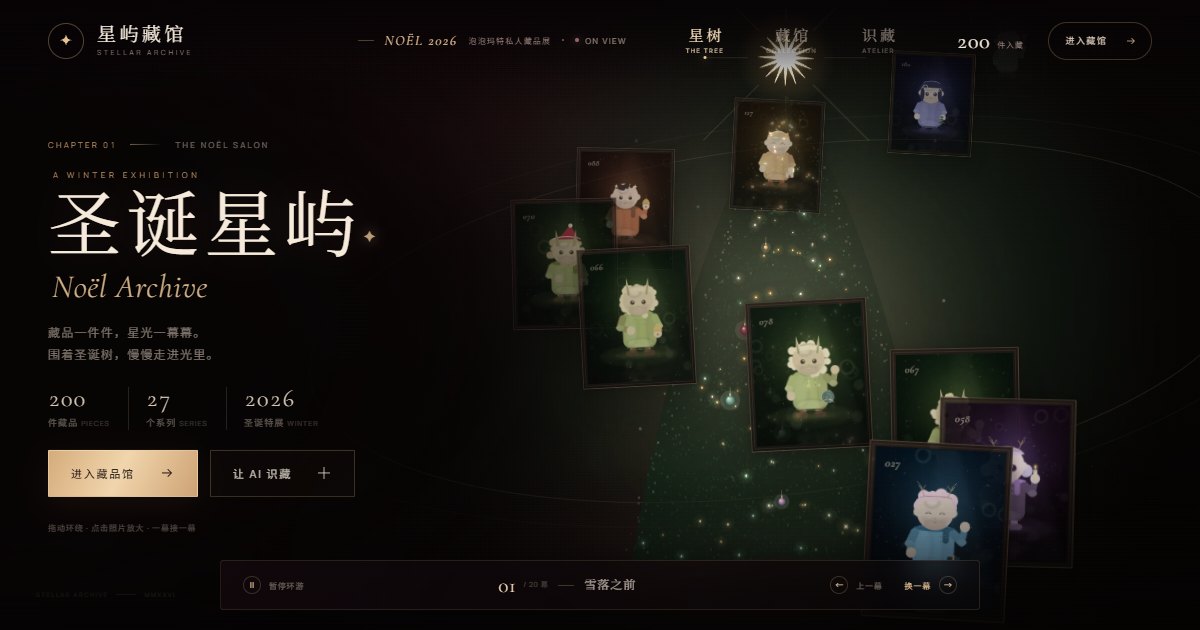 星屿藏馆
STELLAR ARCHIVE
NOËL 2026 泡泡玛特私人藏品展 · ON VIEW
星树
THE TREE
藏馆
识藏
ATELIER
200 件入藏
进入藏馆 →
CHAPTER 01 THE NOËL SALON
A WINTER EXHIBITION
圣诞星屿
Noël Archive
藏品一件件，星光一幕幕。
围着圣诞树，慢慢走进光里。
200
件藏品 PIECES
27
个系列 SERIES
2026
圣诞特展 WINTER
进入藏品馆 →
让 AI 识藏 +
拖动环绕 · 点击照片放大 · 一幕换一幕
068
070
066
078
067
058
027
暂停环游
01 / 20 幕 — 雪落之前
← 上一幕
换一幕 →
STELLAR ARCHIVE — MMXXVI